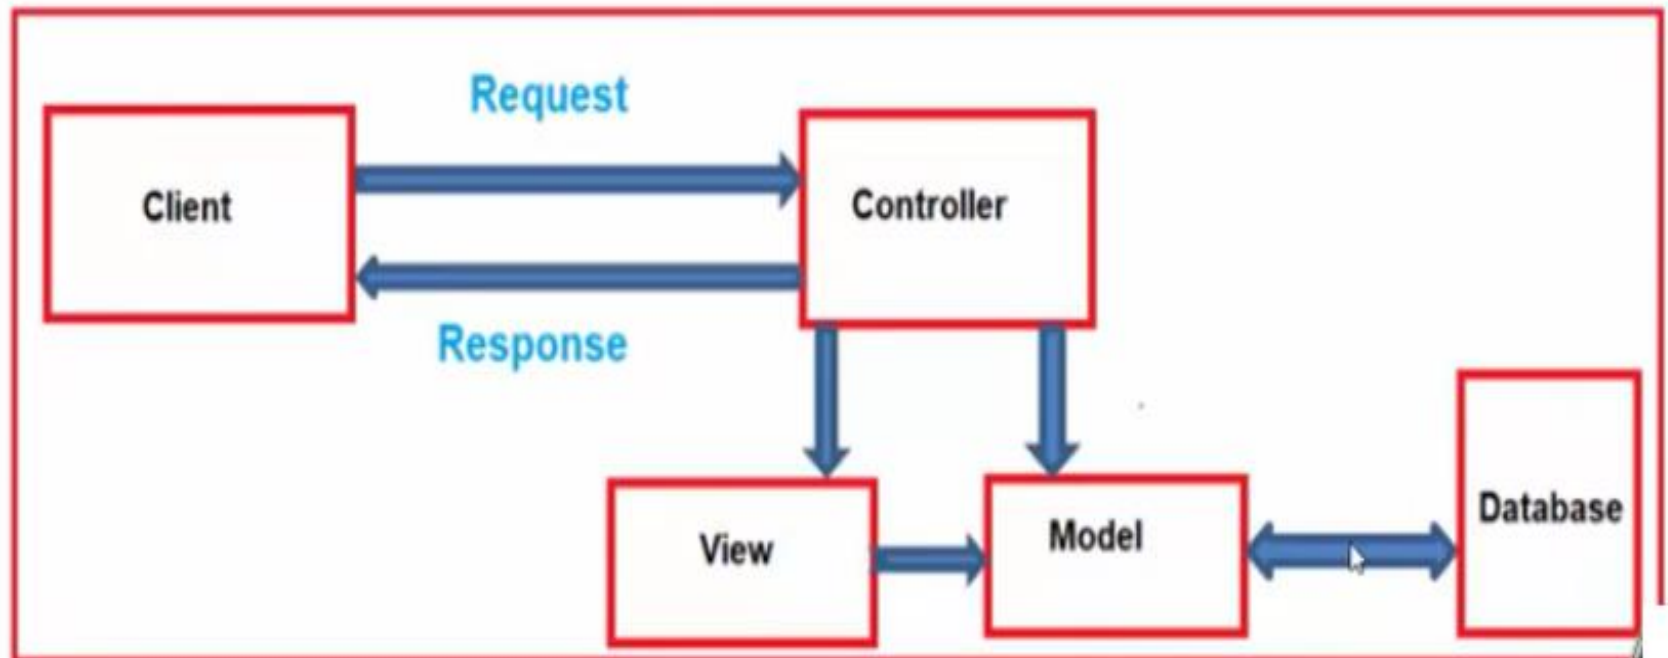 Request
Client
Controller
Response
Database
View
Model